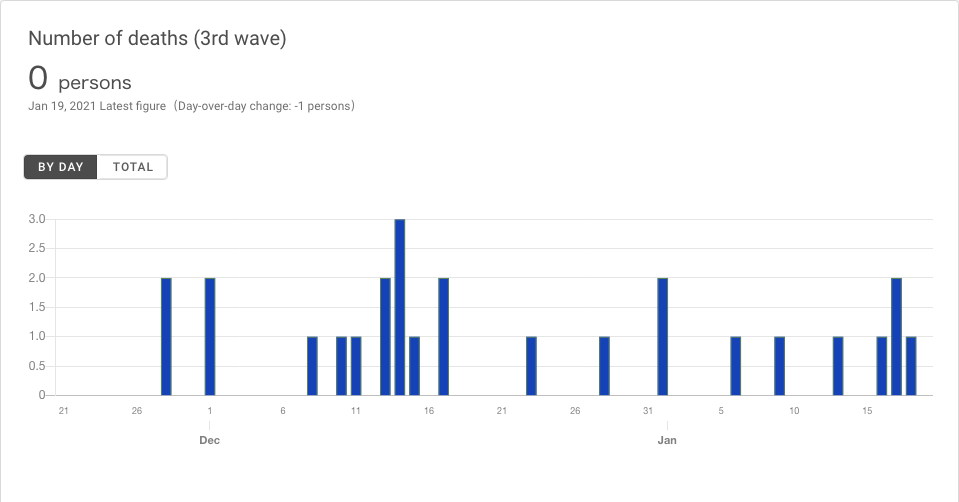 Number of deaths (3rd wave)
0 persons
Jan 19, 2021 Latest figure（Day-over-day change: -1 persons）
BY DAY TOTAL
3.0
2.5
2.0
1.5
1.0
0.5
0
21 26 1 6 11 16 21 26 31 5 10 15
Dec Jan